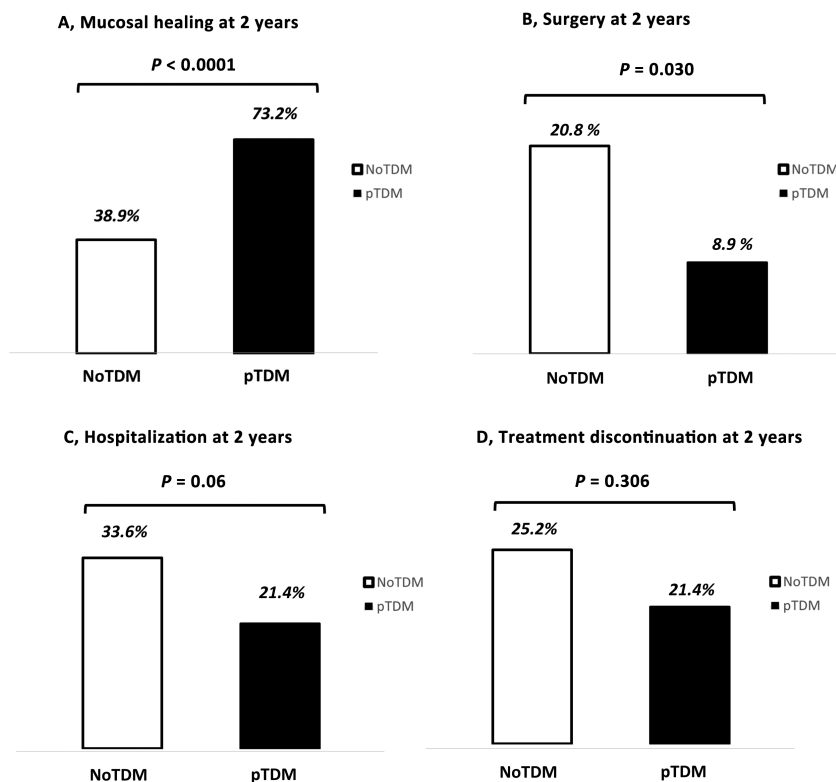 A, Mucosal healing at 2 years
P < 0.0001
73.2%
38.9%
NoTDM
pTDM
NoTDM
pTDM
B, Surgery at 2 years
P = 0.030
20.8 %
8.9 %
NoTDM
pTDM
NoTDM
pTDM
C, Hospitalization at 2 years
P = 0.06
33.6%
21.4%
NoTDM
pTDM
NoTDM
pTDM
D, Treatment discontinuation at 2 years
P = 0.306
25.2%
21.4%
NoTDM
pTDM
NoTDM
pTDM